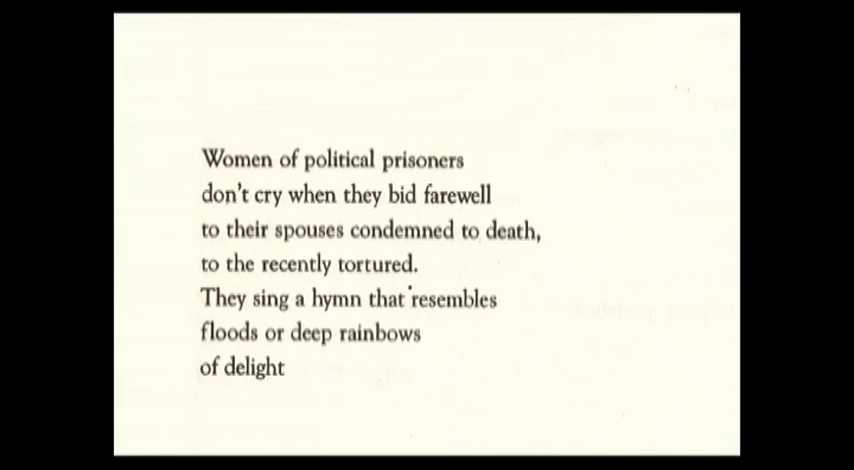 Women of political prisoners
don't cry when they bid farewell
to their spouses condemned to death,
to the recently tortured.
They sing a hymn that resembles
floods or deep rainbows
of delight